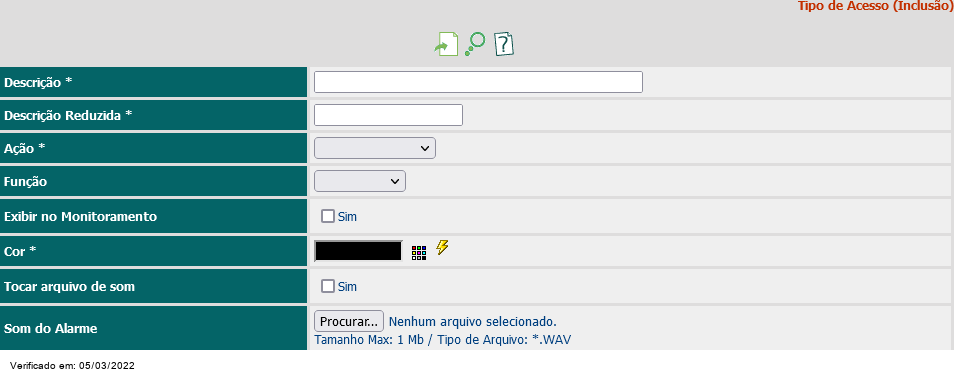 Tipo de Acesso (Inclusão)
?
Descrição *
Descrição Reduzida *
Ação *
Função
Exibir no Monitoramento
Sim
Cor *
Tocar arquivo de som
Sim
Som do Alarme
Procurar... Nenhum arquivo selecionado.
Tamanho Max: 1 Mb / Tipo de Arquivo: *.WAV
Verificado em: 05/03/2022